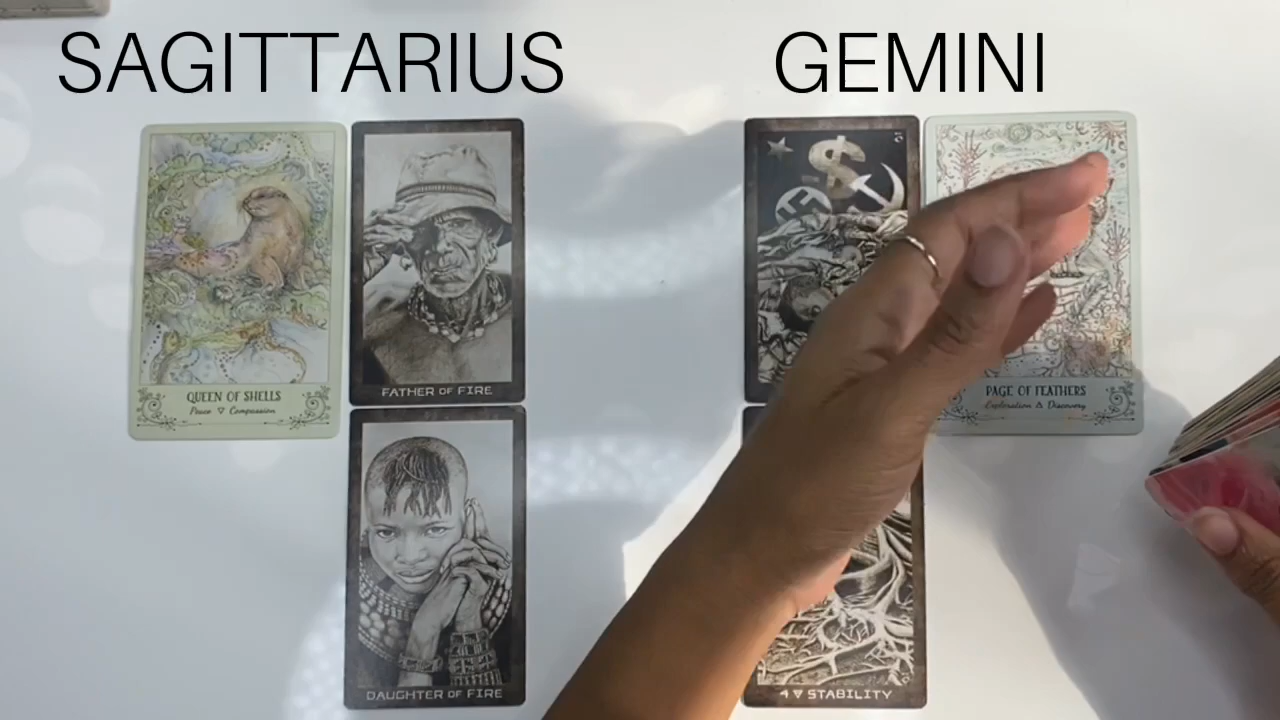 SAGITTARIUS
GEMINI
QUEEN OF SHELLS
Peace ▽ Compassion
FATHER OF FIRE
DAUGHTER OF FIRE
$
PAGE OF FEATHERS
Exploration △ Discovery
4 ▽ STABILITY